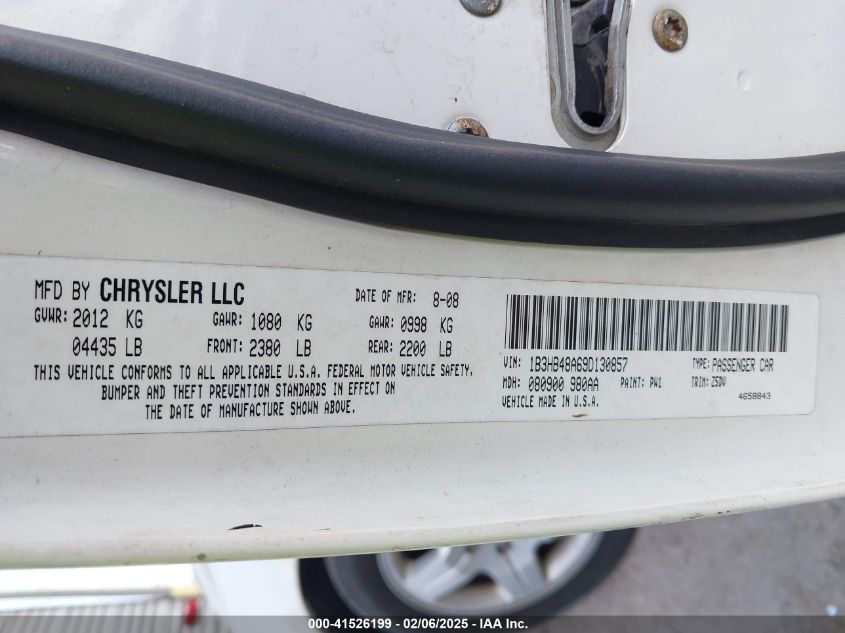 MFD BY CHRYSLER LLC
DATE OF MFR: 8-08
GVWR: 2012 KG
GAWR: 1080 KG
GAWR: 0998 KG
04435 LB
FRONT: 2380 LB
REAR: 2200 LB
THIS VEHICLE CONFORMS TO ALL APPLICABLE U.S.A. FEDERAL MOTOR VEHICLE SAFETY,
BUMPER AND THEFT PREVENTION STANDARDS IN EFFECT ON
THE DATE OF MANUFACTURE SHOWN ABOVE.
VIN: 1B3HB48A69D130857
TYPE: PASSENGER CAR
MDH: 080900 980AA
PAINT: PW1
TRIM: Z5DV
VEHICLE MADE IN U.S.A.
4658843
000-41526199 - 02/06/2025 - IAA Inc.